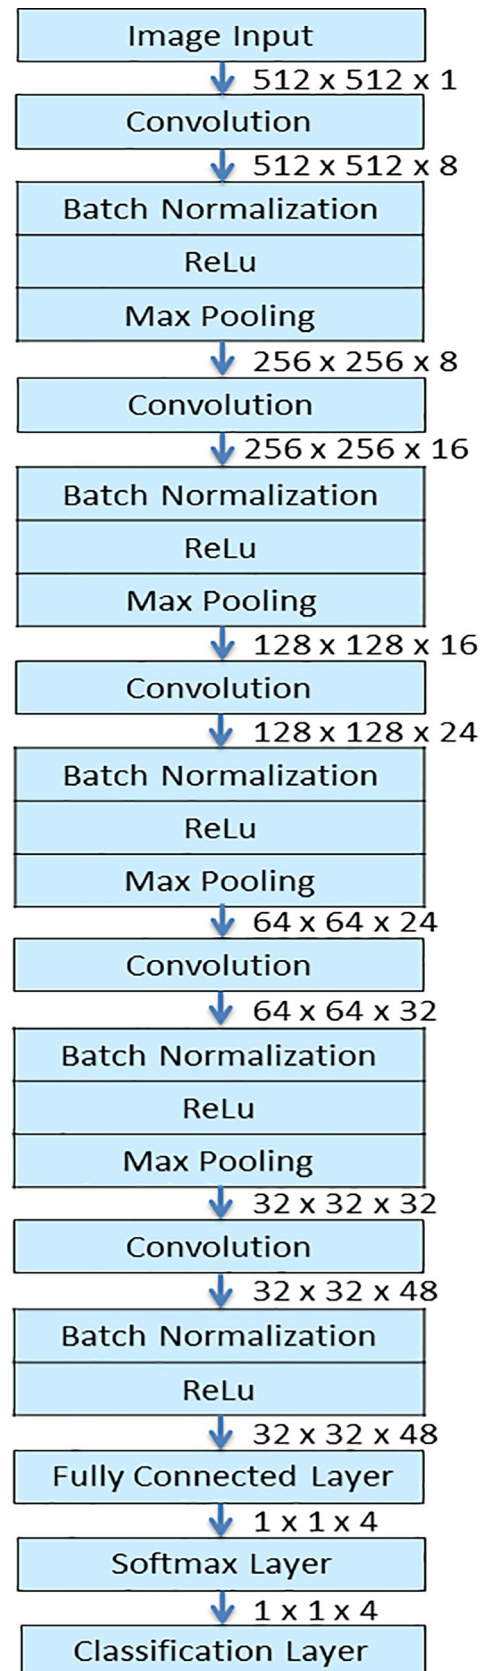 Image Input
512 x 512 x 1
Convolution
512 x 512 x 8
Batch Normalization
ReLu
Max Pooling
256 x 256 x 8
Convolution
256 x 256 x 16
Batch Normalization
ReLu
Max Pooling
128 x 128 x 16
Convolution
128 x 128 x 24
Batch Normalization
ReLu
Max Pooling
64 x 64 x 24
Convolution
64 x 64 x 32
Batch Normalization
ReLu
Max Pooling
32 x 32 x 32
Convolution
32 x 32 x 48
Batch Normalization
ReLu
32 x 32 x 48
Fully Connected Layer
1 x 1 x 4
Softmax Layer
1 x 1 x 4
Classification Layer